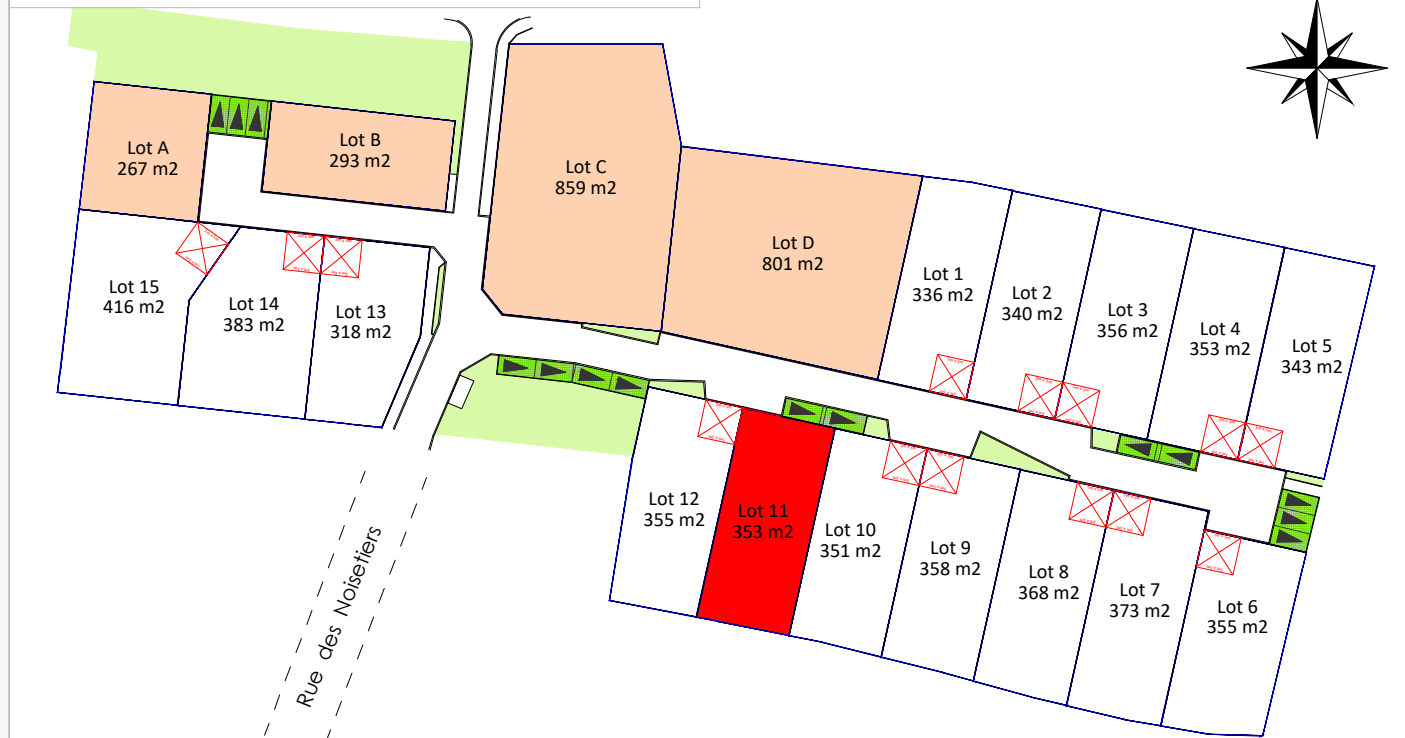 Lot A
267 m2
Lot B
293 m2
Lot C
859 m2
Lot D
801 m2
Lot 1
336 m2
Lot 2
340 m2
Lot 3
356 m2
Lot 4
353 m2
Lot 5
343 m2
Lot 15
416 m2
Lot 14
383 m2
Lot 13
318 m2
Lot 12
355 m2
Lot 11
353 m2
Lot 10
351 m2
Lot 9
358 m2
Lot 8
368 m2
Lot 7
373 m2
Lot 6
355 m2
Rue des Noisetiers